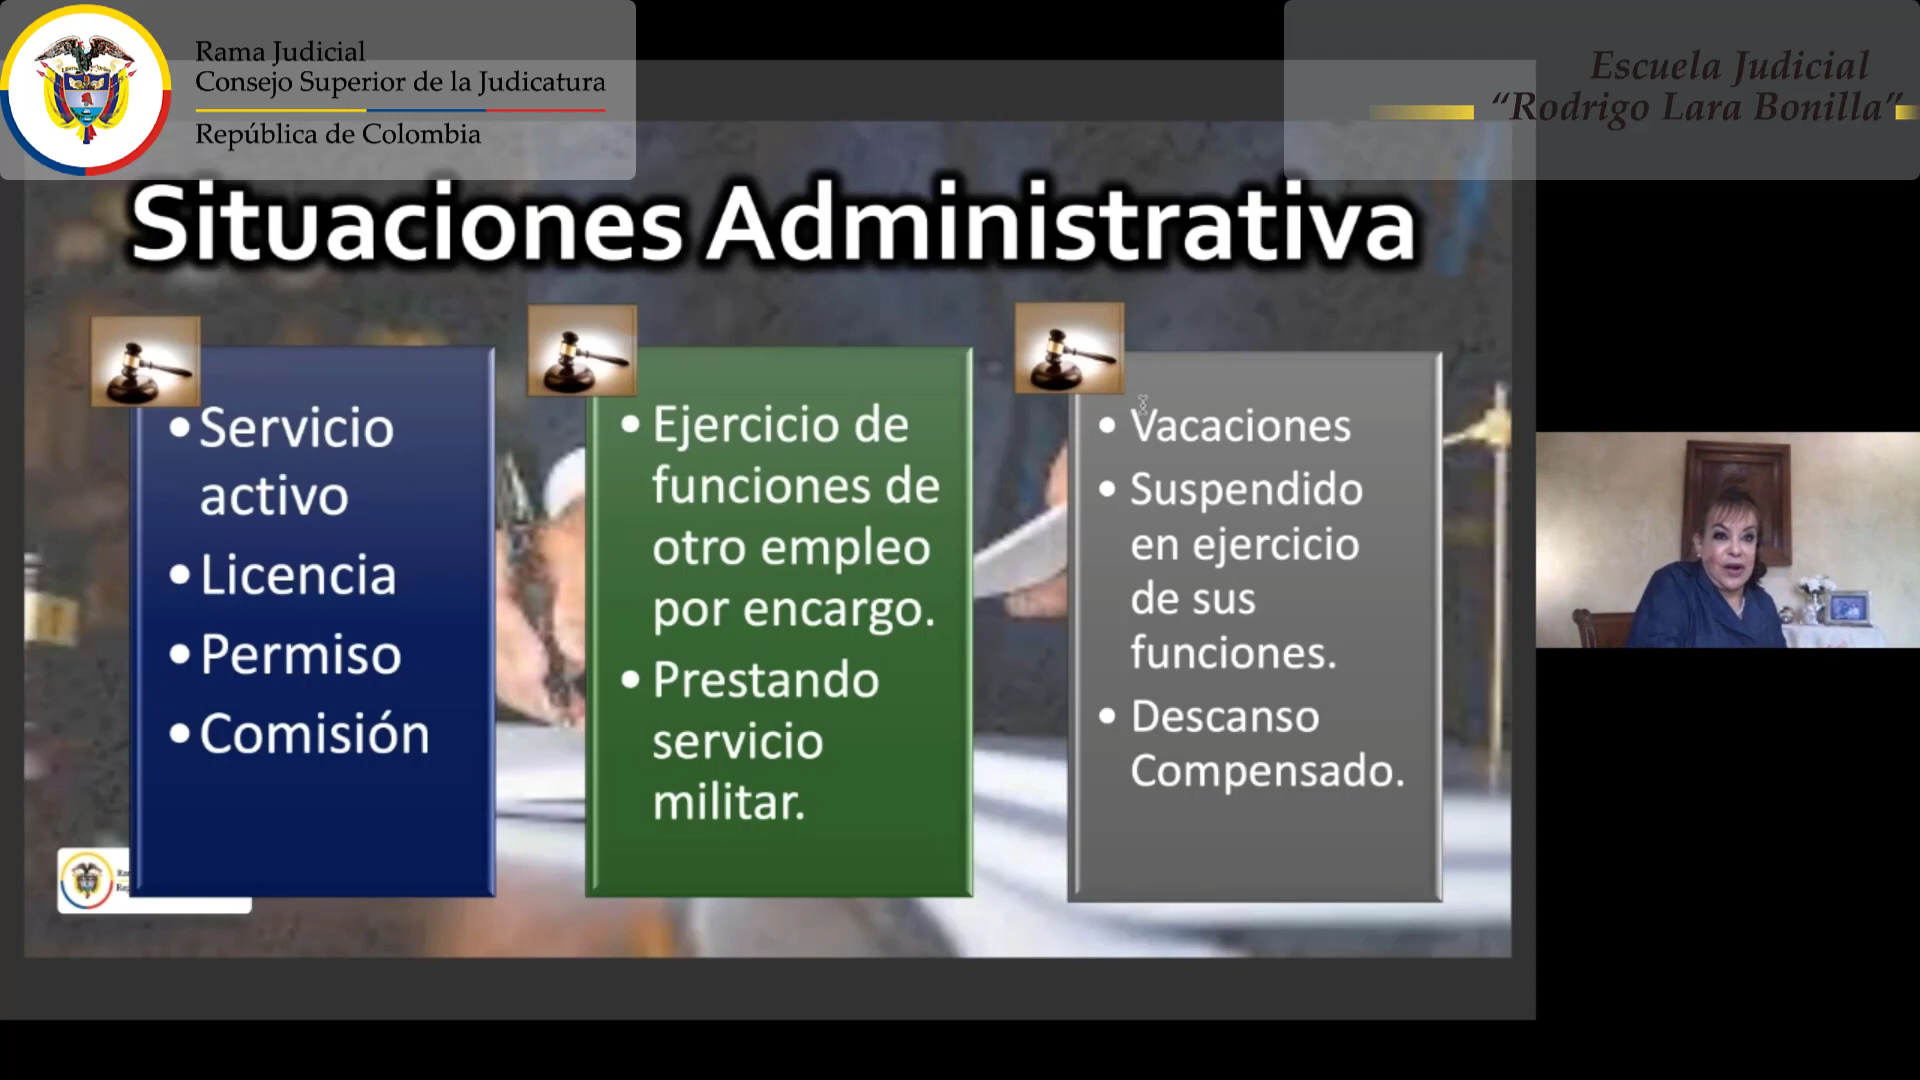 Rama Judicial
Consejo Superior de la Judicatura
República de Colombia
Escuela Judicial
“Rodrigo Lara Bonilla”
Situaciones Administrativa
• Servicio
activo
• Licencia
• Permiso
• Comisión
• Ejercicio de
funciones de
otro empleo
por encargo.
• Prestando
servicio
militar.
• Vacaciones
• Suspendido
en ejercicio
de sus
funciones.
• Descanso
Compensado.